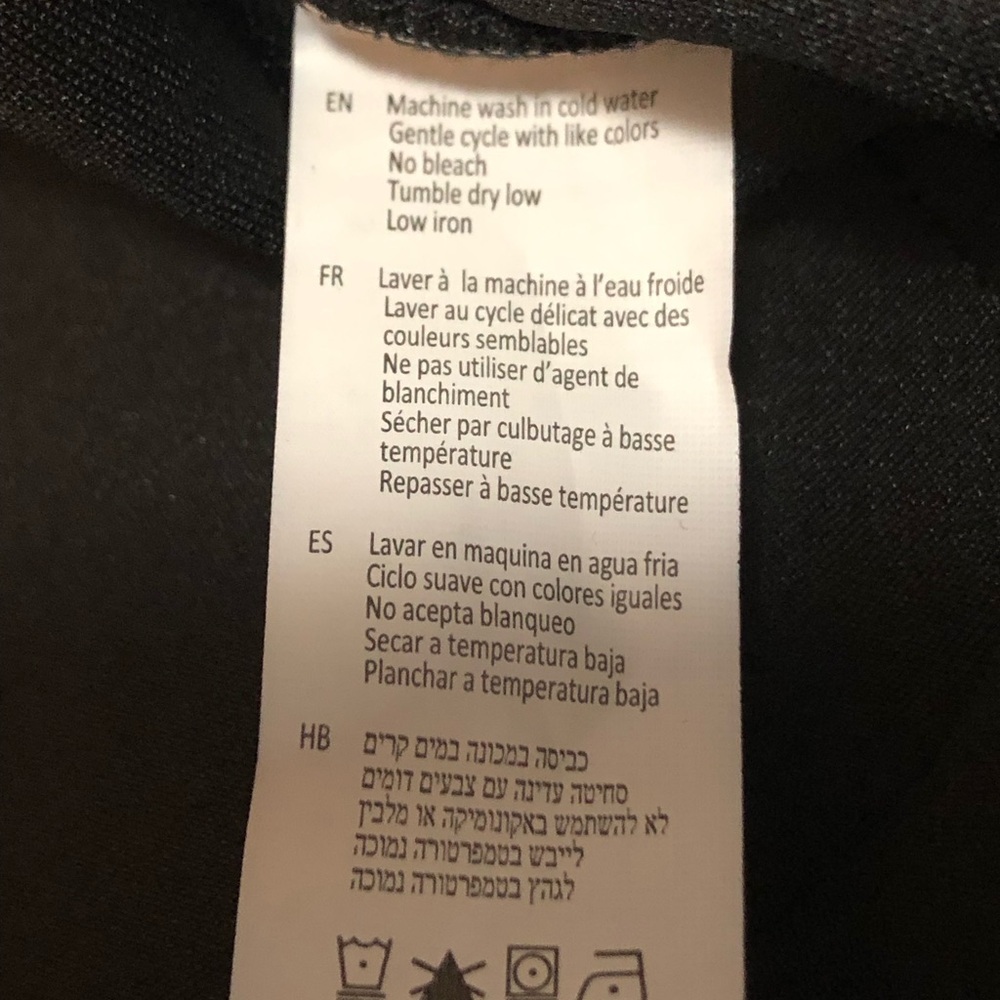 EN Machine wash in cold water
Gentle cycle with like colors
No bleach
Tumble dry low
Low iron
FR Laver à la machine à l'eau froide
Laver au cycle délicat avec des
couleurs semblables
Ne pas utiliser d'agent de
blanchiment
Sécher par culbutage à basse
température
Repasser à basse température
ES Lavar en maquina en agua fria
Ciclo suave con colores iguales
No acepta blanqueo
Secar a temperatura baja
Planchar a temperatura baja
HB כביסה במכונה במים קרים
סחיטה עדינה עם צבעים דומים
לא להשתמש באקונומיקה או מלבין
לייבש בטמפרטורה נמוכה
לגהץ בטמפרטורה נמוכה